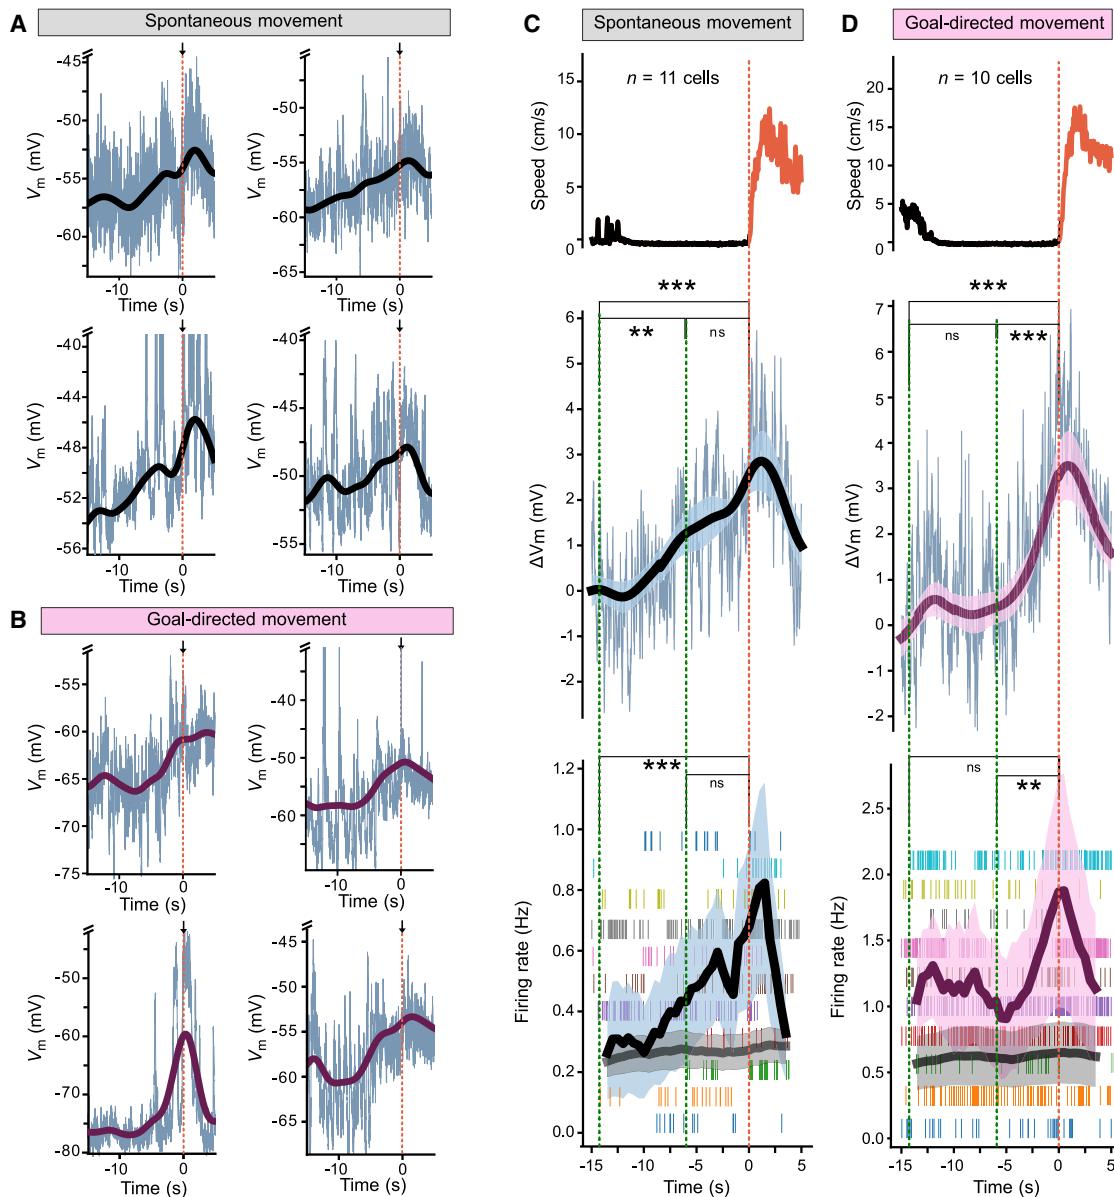 A
Spontaneous movement
-45
-50
-55
-60
Vm (mV)
-10
0
Time (s)
-50
-55
-60
-65
Vm (mV)
-10
0
Time (s)
-40
-44
-48
-52
-56
Vm (mV)
-10
0
Time (s)
-40
-45
-50
-55
Vm (mV)
-10
0
Time (s)
B
Goal-directed movement
-55
-60
-65
-70
-75
Vm (mV)
-10
0
Time (s)
-40
-50
-60
Vm (mV)
-10
0
Time (s)
-50
-60
-70
-80
Vm (mV)
-10
0
Time (s)
-45
-50
-55
-60
-65
Vm (mV)
-10
0
Time (s)
C
Spontaneous movement
n = 11 cells
15
10
5
0
Speed (cm/s)
***
**
ns
6
5
4
3
2
1
0
-1
-2
ΔVm (mV)
***
ns
1.2
1.0
0.8
0.6
0.4
0.2
0.0
Firing rate (Hz)
-15
-10
-5
0
5
Time (s)
D
Goal-directed movement
n = 10 cells
20
15
10
5
0
Speed (cm/s)
***
ns
***
7
6
5
4
3
2
1
0
-1
-2
ΔVm (mV)
ns
**
2.5
2.0
1.5
1.0
0.5
0.0
Firing rate (Hz)
-15
-10
-5
0
5
Time (s)